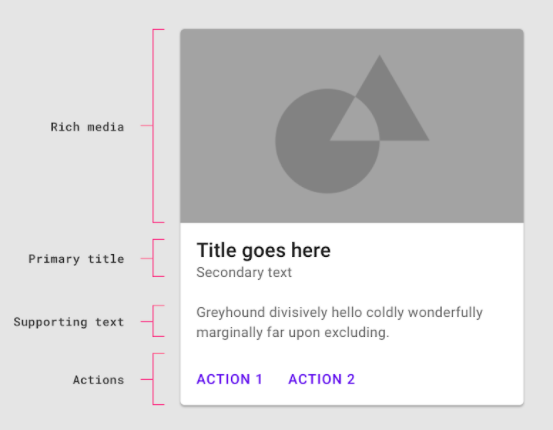 Rich media
Primary title
Title goes here
Secondary text
Supporting text
Greyhound divisively hello coldly wonderfully
marginally far upon excluding.
Actions
ACTION 1
ACTION 2